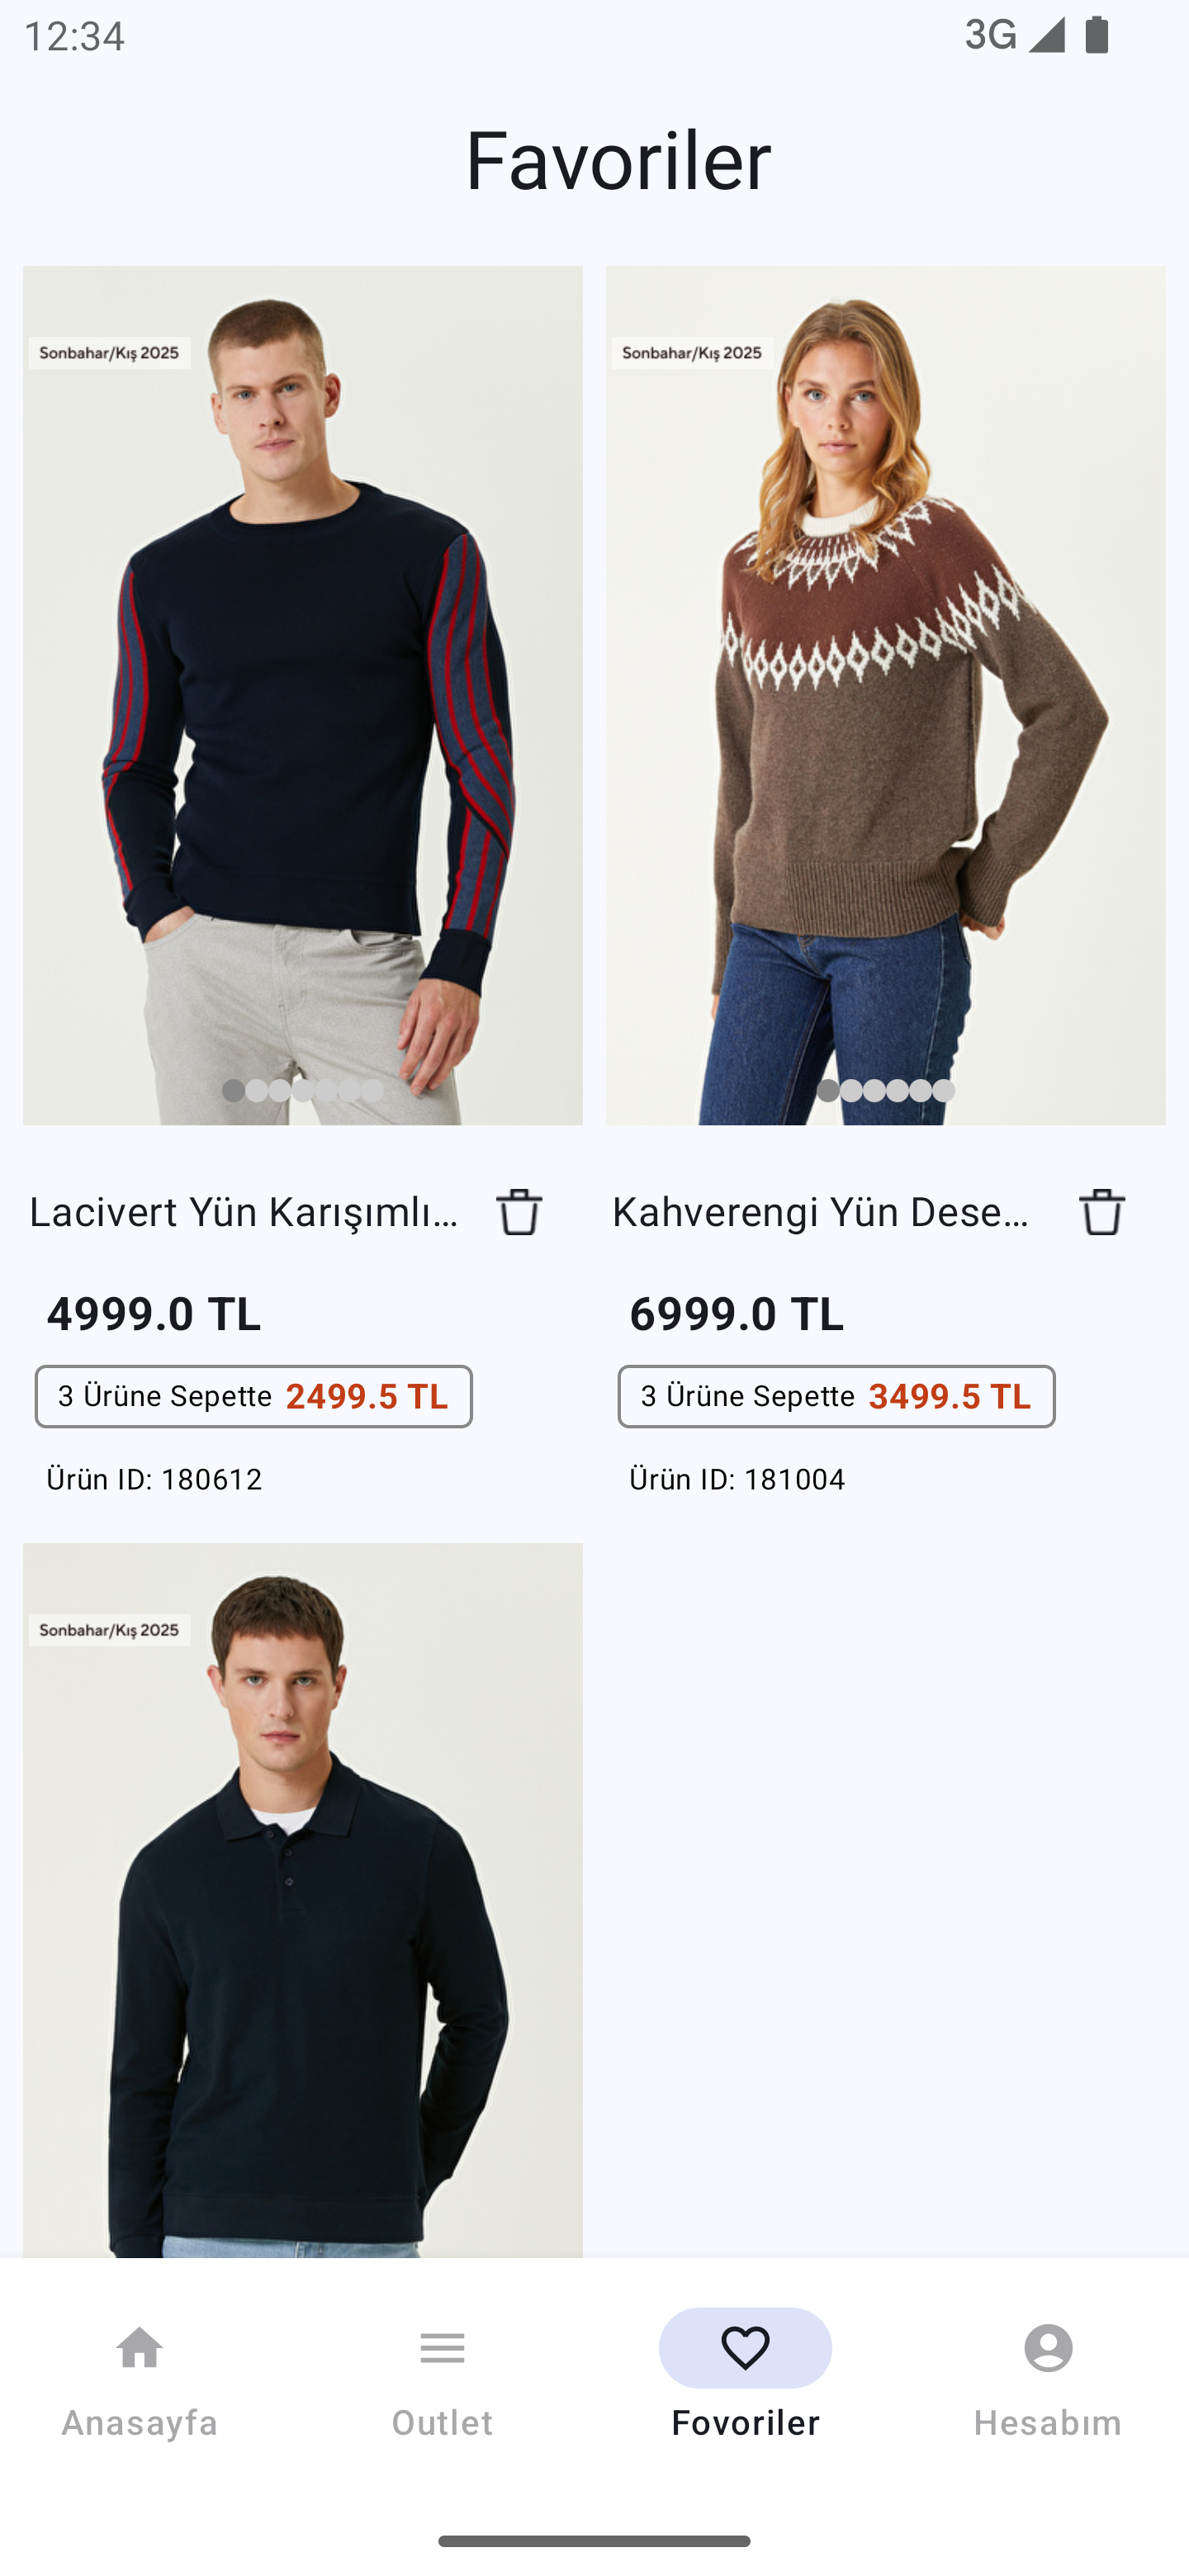 12:34
3G
Favoriler
Sonbahar/Kış 2025
Sonbahar/Kış 2025
Lacivert Yün Karışımlı...
Kahverengi Yün Dese...
4999.0 TL
6999.0 TL
3 Ürüne Sepette 2499.5 TL
3 Ürüne Sepette 3499.5 TL
Ürün ID: 180612
Ürün ID: 181004
Sonbahar/Kış 2025
Anasayfa
Outlet
Fovoriler
Hesabım